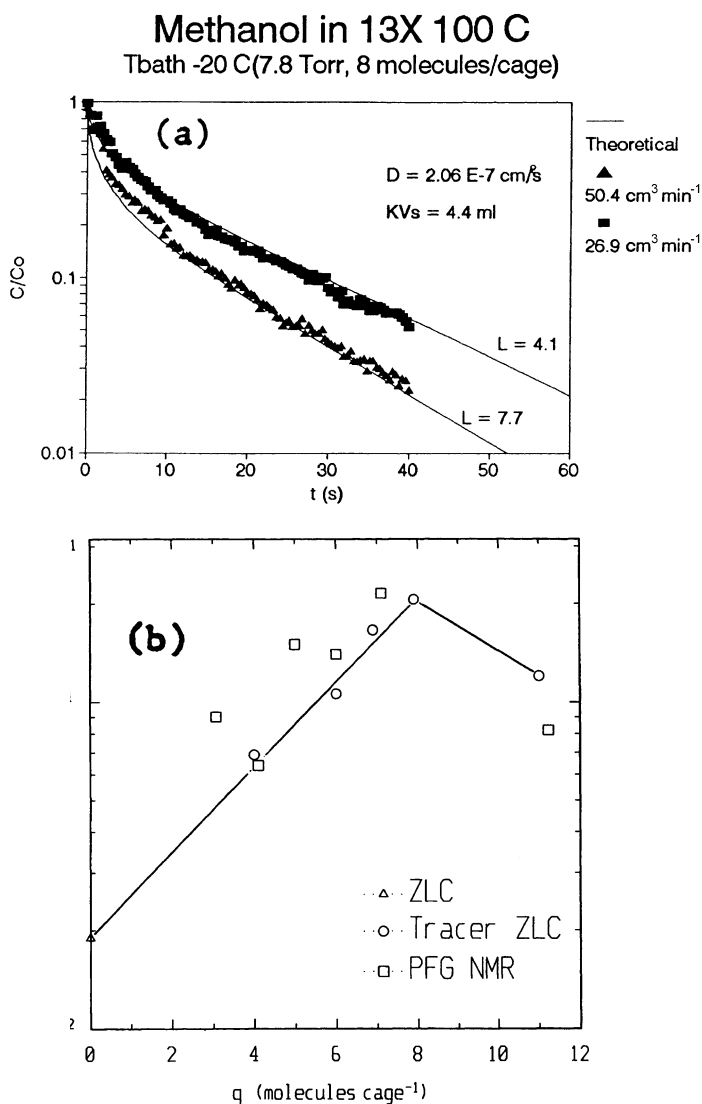 Methanol in 13X 100 C
Tbath -20 C(7.8 Torr, 8 molecules/cage)
1
(a)
Theoretical
D = 2.06 E-7 cm²/s
50.4 cm³ min⁻¹
KVs = 4.4 ml
26.9 cm³ min⁻¹
C/Co
0.1
L = 4.1
L = 7.7
0.01
0 10 20 30 40 50 60
t (s)
1
(b)
1
ZLC
Tracer ZLC
PFG NMR
2
0 2 4 6 8 10 12
q (molecules cage⁻¹)